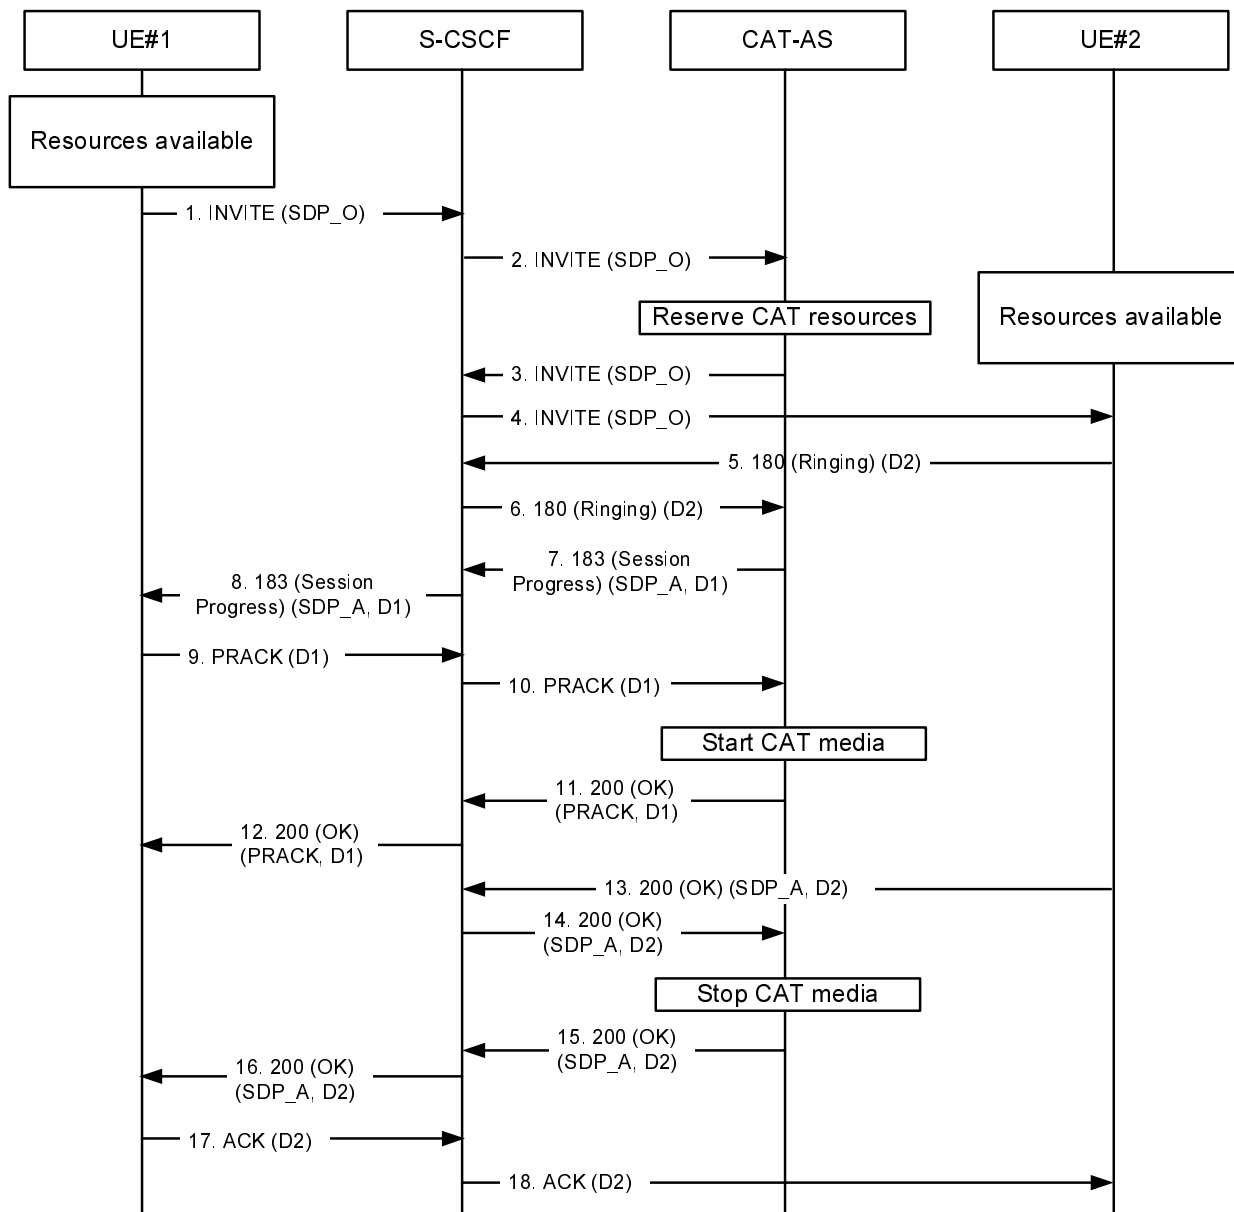 UE#1
S-CSCF
CAT-AS
UE#2
Resources available
1. INVITE (SDP_O)
2. INVITE (SDP_O)
Reserve CAT resources
Resources available
3. INVITE (SDP_O)
4. INVITE (SDP_O)
5. 180 (Ringing) (D2)
6. 180 (Ringing) (D2)
7. 183 (Session
Progress) (SDP_A, D1)
8. 183 (Session
Progress) (SDP_A, D1)
9. PRACK (D1)
10. PRACK (D1)
Start CAT media
11. 200 (OK)
(PRACK, D1)
12. 200 (OK)
(PRACK, D1)
13. 200 (OK) (SDP_A, D2)
14. 200 (OK)
(SDP_A, D2)
Stop CAT media
15. 200 (OK)
(SDP_A, D2)
16. 200 (OK)
(SDP_A, D2)
17. ACK (D2)
18. ACK (D2)